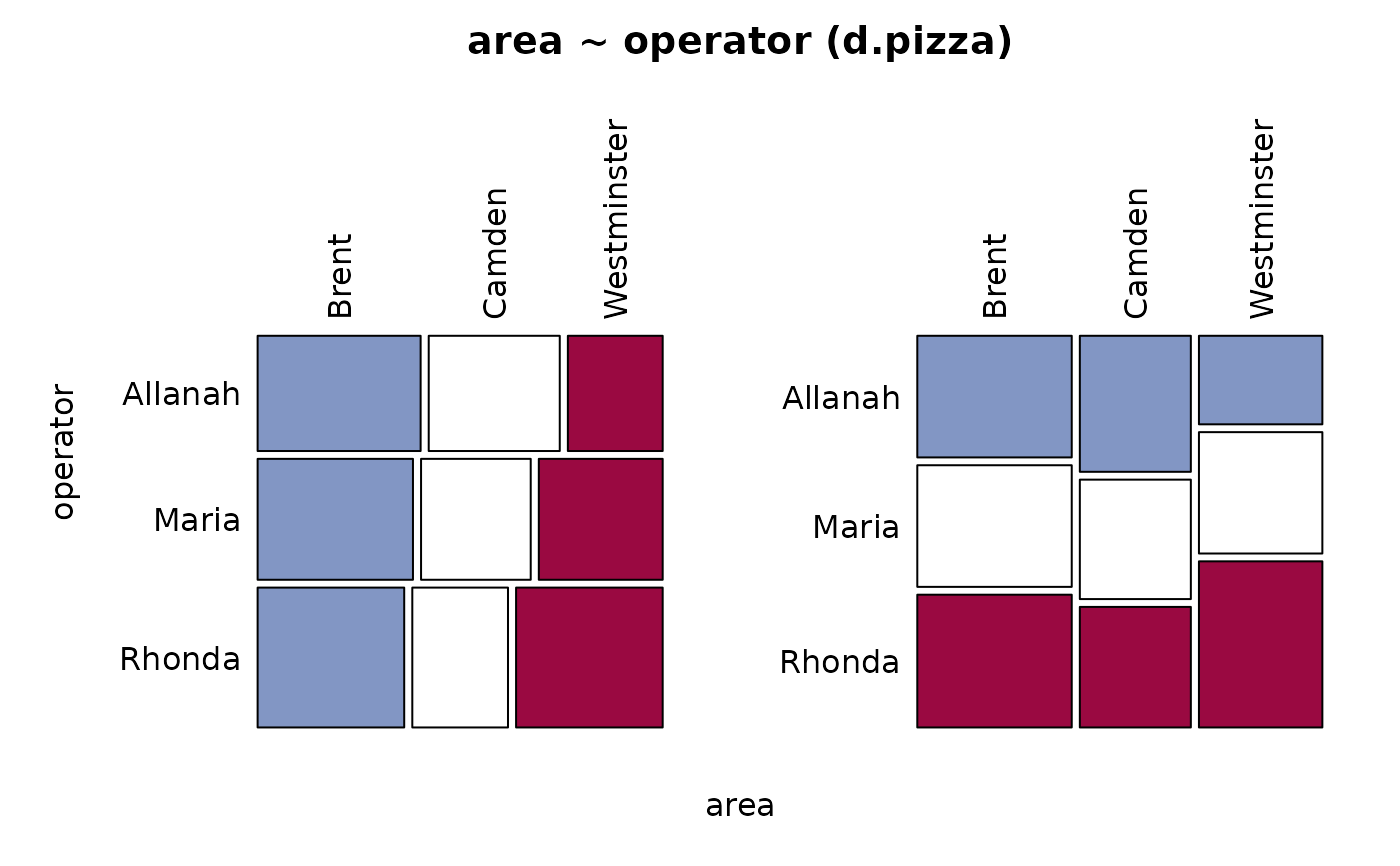 area ~ operator (d.pizza)
Brent
Camden
Westminster
Brent
Camden
Westminster
operator
Allanah
Maria
Rhonda
Allanah
Maria
Rhonda
area